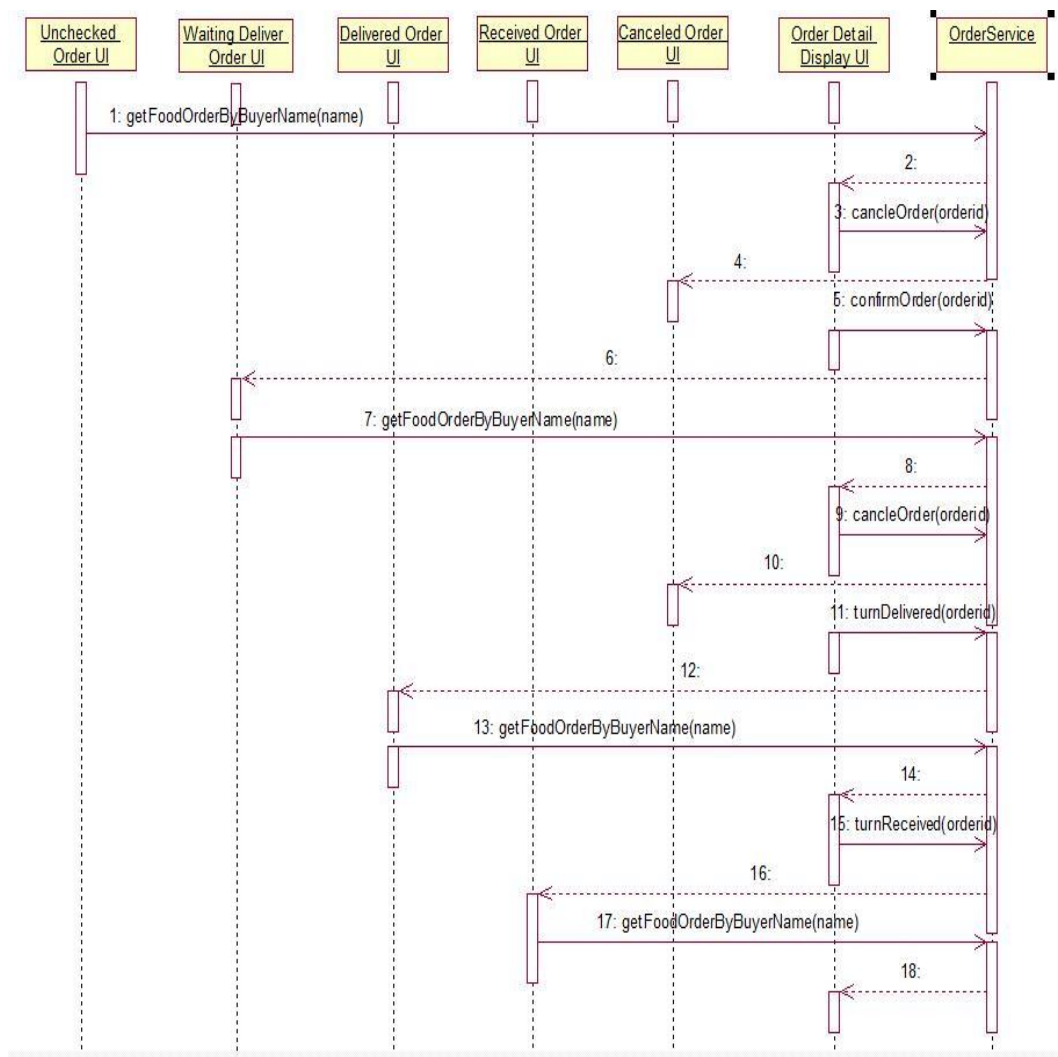 Unchecked
Order UI
Waiting Deliver
Order UI
Delivered Order
UI
Received Order
UI
Canceled Order
UI
Order Detail
Display UI
OrderService
1: getFoodOrderByBuyerName(name)
2:
3: cancleOrder(orderid)
4:
5: confirmOrder(orderid)
6:
7: getFoodOrderByBuyerName(name)
8:
9: cancleOrder(orderid)
10:
11: turnDelivered(orderid)
12:
13: getFoodOrderByBuyerName(name)
14:
15: turnReceived(orderid)
16:
17: getFoodOrderByBuyerName(name)
18: